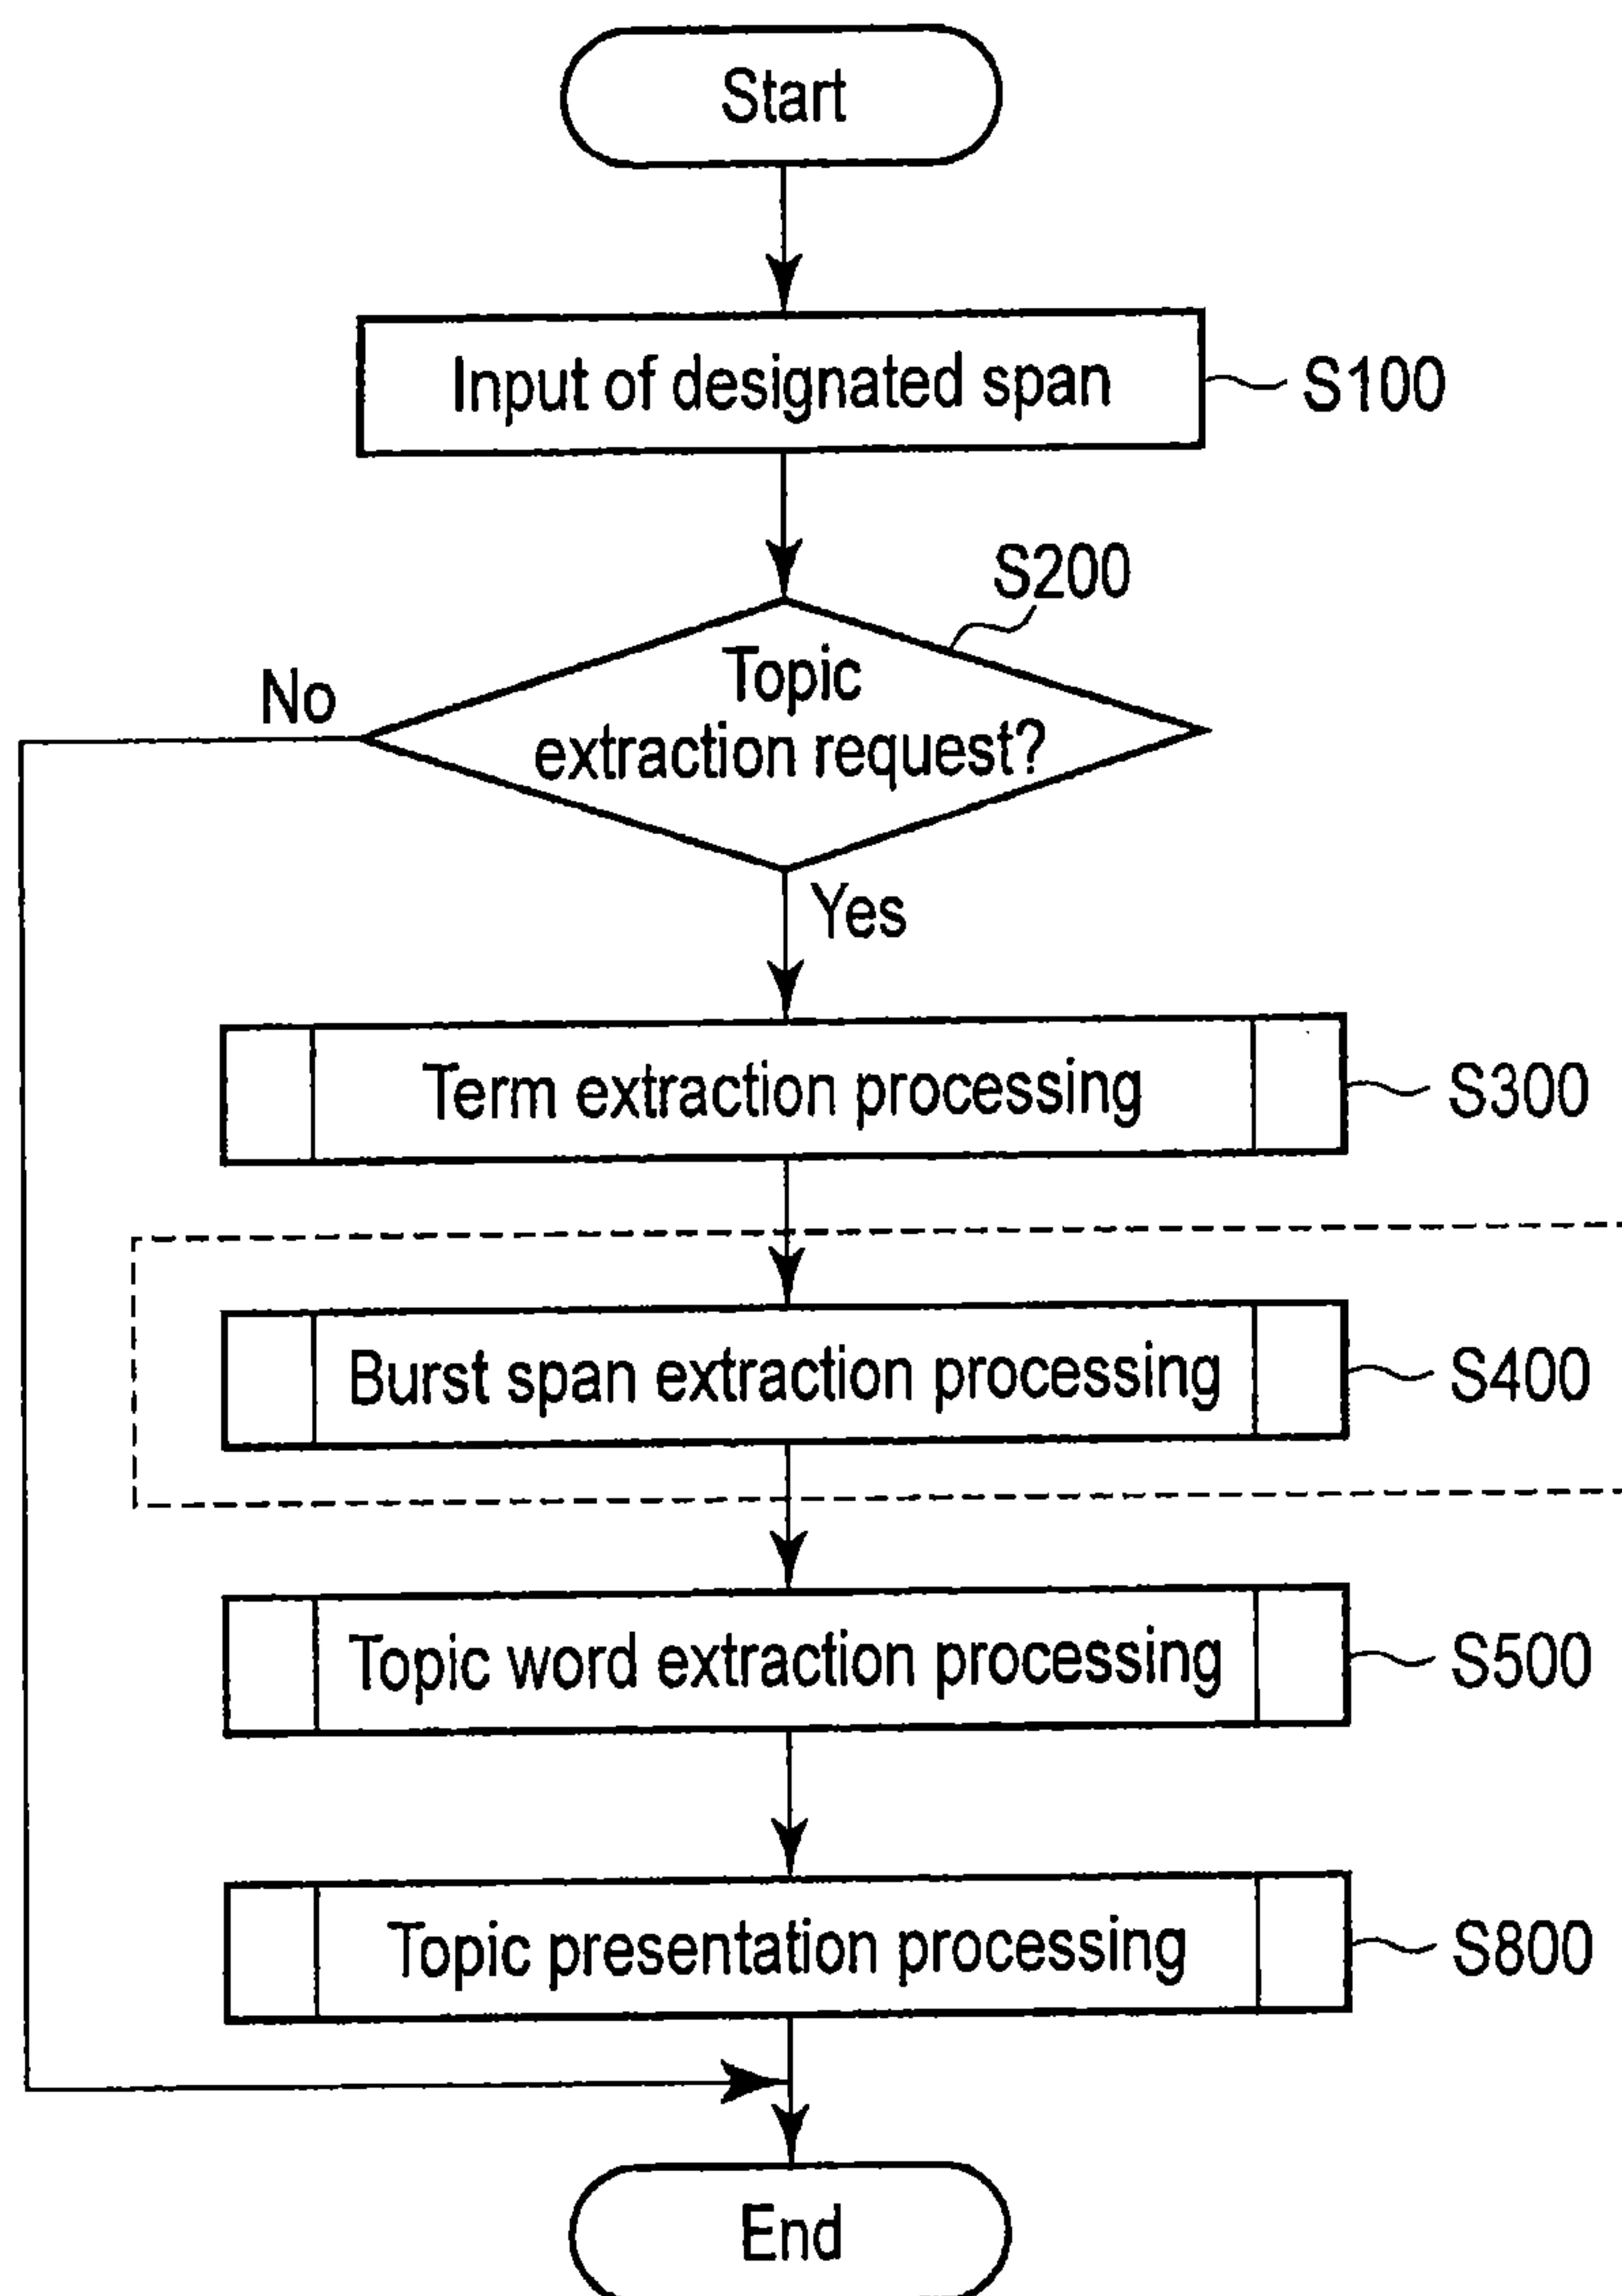 Start
Input of designated span
S100
S200
Topic
extraction request?
No
Yes
Term extraction processing
S300
Burst span extraction processing
S400
Topic word extraction processing
S500
Topic presentation processing
S800
End